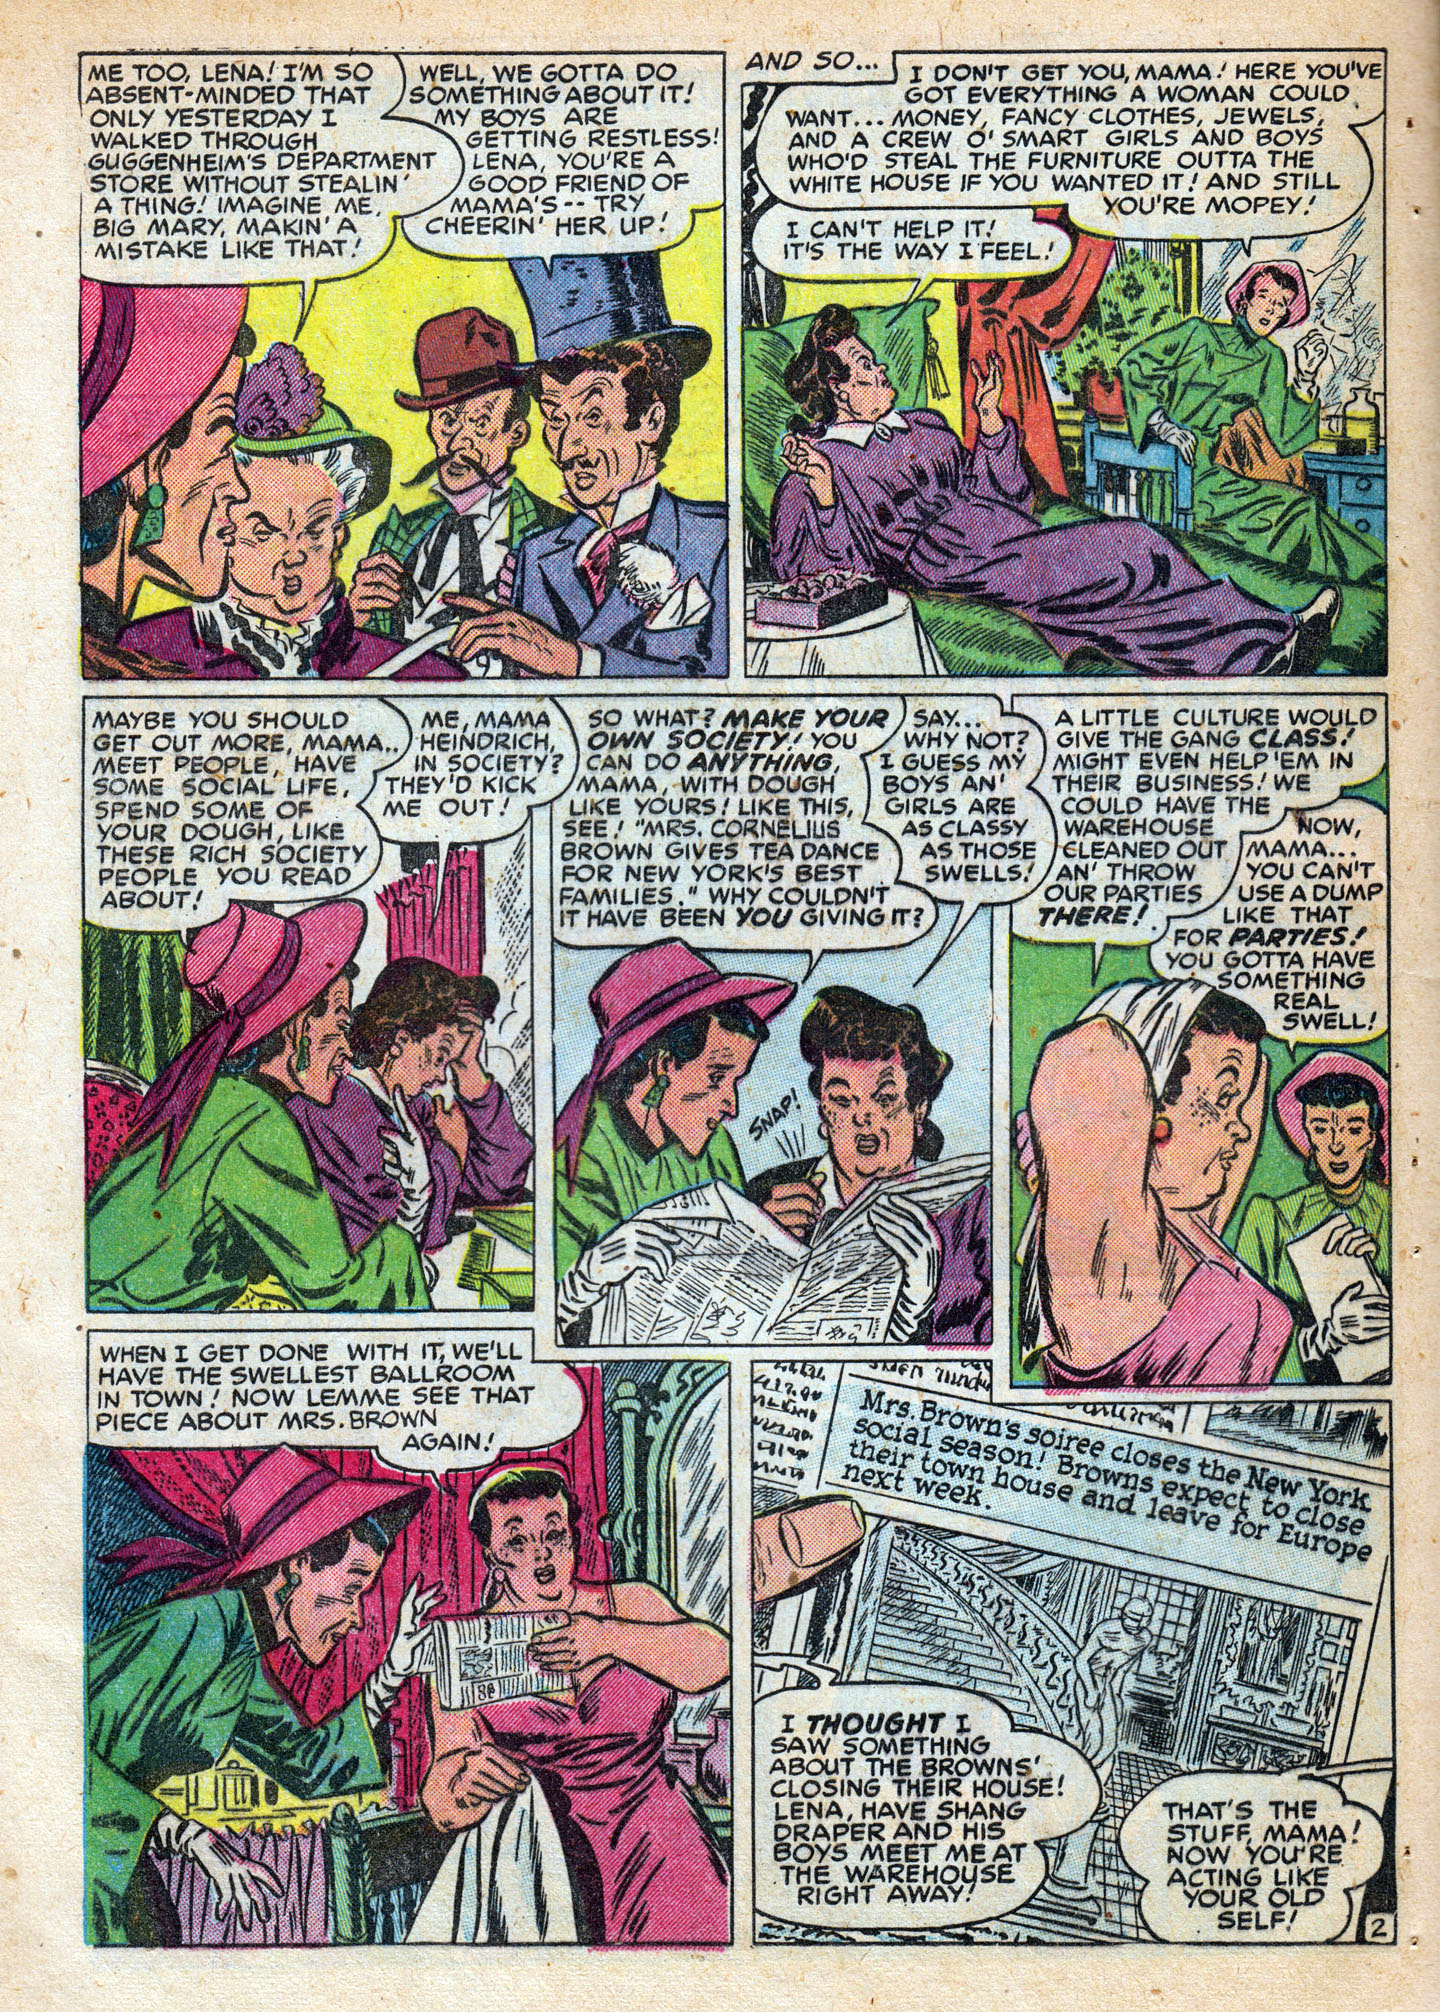 ME TOO, LENA! I'M SO
ABSENT-MINDED THAT
ONLY YESTERDAY I
WALKED THROUGH
GUGGENHEIM'S DEPARTMENT
STORE WITHOUT STEALIN'
A THING! IMAGINE ME,
BIG MARY, MAKIN' A
MISTAKE LIKE THAT!
WELL, WE GOTTA DO
SOMETHING ABOUT IT!
MY BOYS ARE
GETTING RESTLESS!
LENA, YOU'RE A
GOOD FRIEND OF
MAMA'S-- TRY
CHEERIN' HER UP!
AND SO...
I DON'T GET YOU, MAMA! HERE YOU'VE
GOT EVERYTHING A WOMAN COULD
WANT... MONEY, FANCY CLOTHES, JEWELS,
AND A CREW O' SMART GIRLS AND BOYS
WHO'D STEAL THE FURNITURE OUTTA THE
WHITE HOUSE IF YOU WANTED IT! AND STILL
YOU'RE MOPEY!
I CAN'T HELP IT!
IT'S THE WAY I FEEL!
MAYBE YOU SHOULD
GET OUT MORE, MAMA..
MEET PEOPLE, HAVE
SOME SOCIAL LIFE,
SPEND SOME OF
YOUR DOUGH, LIKE
THESE RICH SOCIETY
PEOPLE YOU READ
ABOUT!
ME, MAMA
HEINDRICH,
IN SOCIETY?
THEY'D KICK
ME OUT!
SO WHAT? MAKE YOUR
OWN SOCIETY! YOU
CAN DO ANYTHING,
MAMA, WITH DOUGH
LIKE YOURS! LIKE THIS,
SEE! "MRS. CORNELIUS
BROWN GIVES TEA DANCE
FOR NEW YORK'S BEST
FAMILIES." WHY COULDN'T
IT HAVE BEEN YOU GIVING IT?
SAY...
WHY NOT?
I GUESS MY
BOYS AN'
GIRLS ARE
AS CLASSY
AS THOSE
SWELLS!
SNAP!
A LITTLE CULTURE WOULD
GIVE THE GANG CLASS!
MIGHT EVEN HELP 'EM IN
THEIR BUSINESS! WE
COULD HAVE THE
WAREHOUSE
CLEANED OUT
AN' THROW
OUR PARTIES
THERE!
NOW,
MAMA...
YOU CAN'T
USE A DUMP
LIKE THAT
FOR PARTIES!
YOU GOTTA HAVE
SOMETHING
REAL
SWELL!
WHEN I GET DONE WITH IT, WE'LL
HAVE THE SWELLEST BALLROOM
IN TOWN! NOW LEMME SEE THAT
PIECE ABOUT MRS. BROWN
AGAIN!
Mrs. Brown's soiree closes the New York
social season! Browns expect to close
their town house and leave for Europe
next week.
I THOUGHT I
SAW SOMETHING
ABOUT THE BROWNS'
CLOSING THEIR HOUSE!
LENA, HAVE SHANG
DRAPER AND HIS
BOYS MEET ME AT
THE WAREHOUSE
RIGHT AWAY!
THAT'S THE
STUFF, MAMA!
NOW YOU'RE
ACTING LIKE
YOUR OLD
SELF!
2